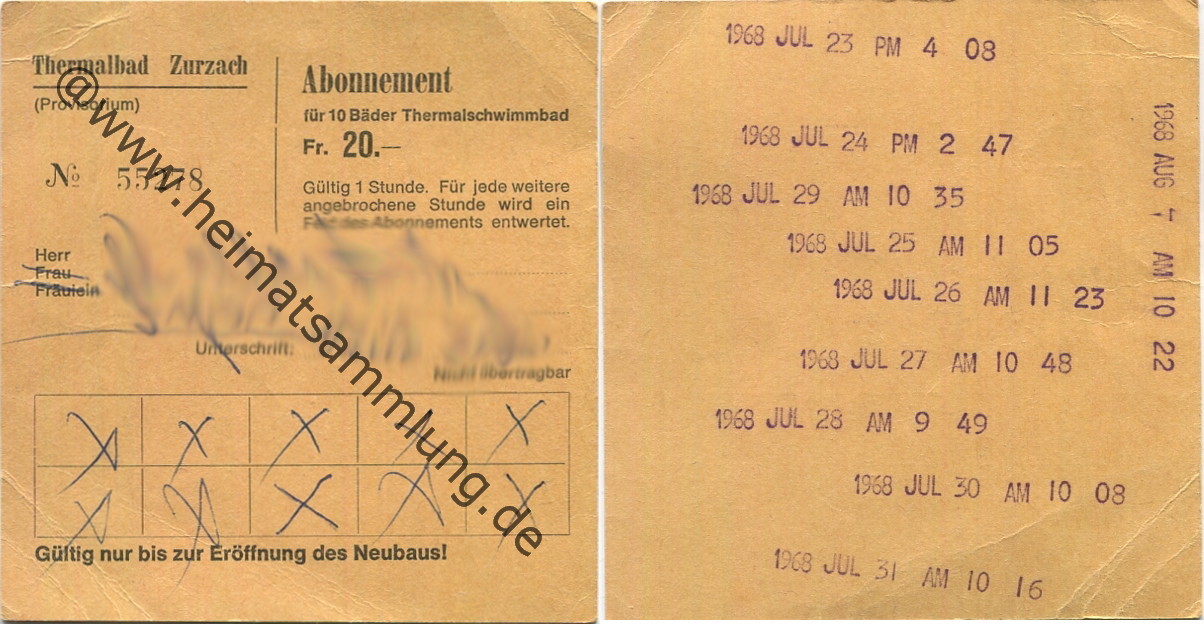 Thermalbad Zurzach
(Provisorium)
№
Abonnement
für 10 Bäder Thermalschwimmbad
Fr. 20.—
Gültig 1 Stunde. Für jede weitere
angebrochene Stunde wird ein
Feld des Abonnements entwertet.
Herr
Frau
Fräulein
Unterschrift:
Nicht übertragbar
Gültig nur bis zur Eröffnung des Neubaus!
@www.heimatsammlung.de
1968 JUL 23 PM 4 08
1968 JUL 24 PM 2 47
1968 JUL 29 AM 10 35
1968 JUL 25 AM 11 05
1968 JUL 26 AM 11 23
1968 JUL 27 AM 10 48
1968 JUL 28 AM 9 49
1968 JUL 30 AM 10 08
1968 JUL 31 AM 10 16
1968 AUG AM 10 22